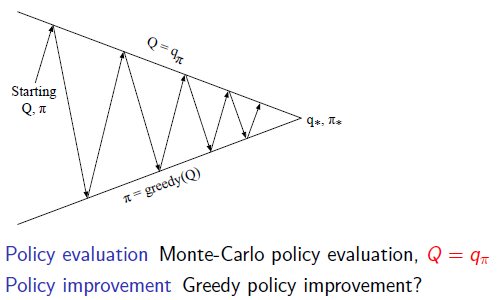 Q = qπ
Starting
Q, π
q*, π*
π = greedy(Q)
Policy evaluation Monte-Carlo policy evaluation, Q = qπ
Policy improvement Greedy policy improvement?